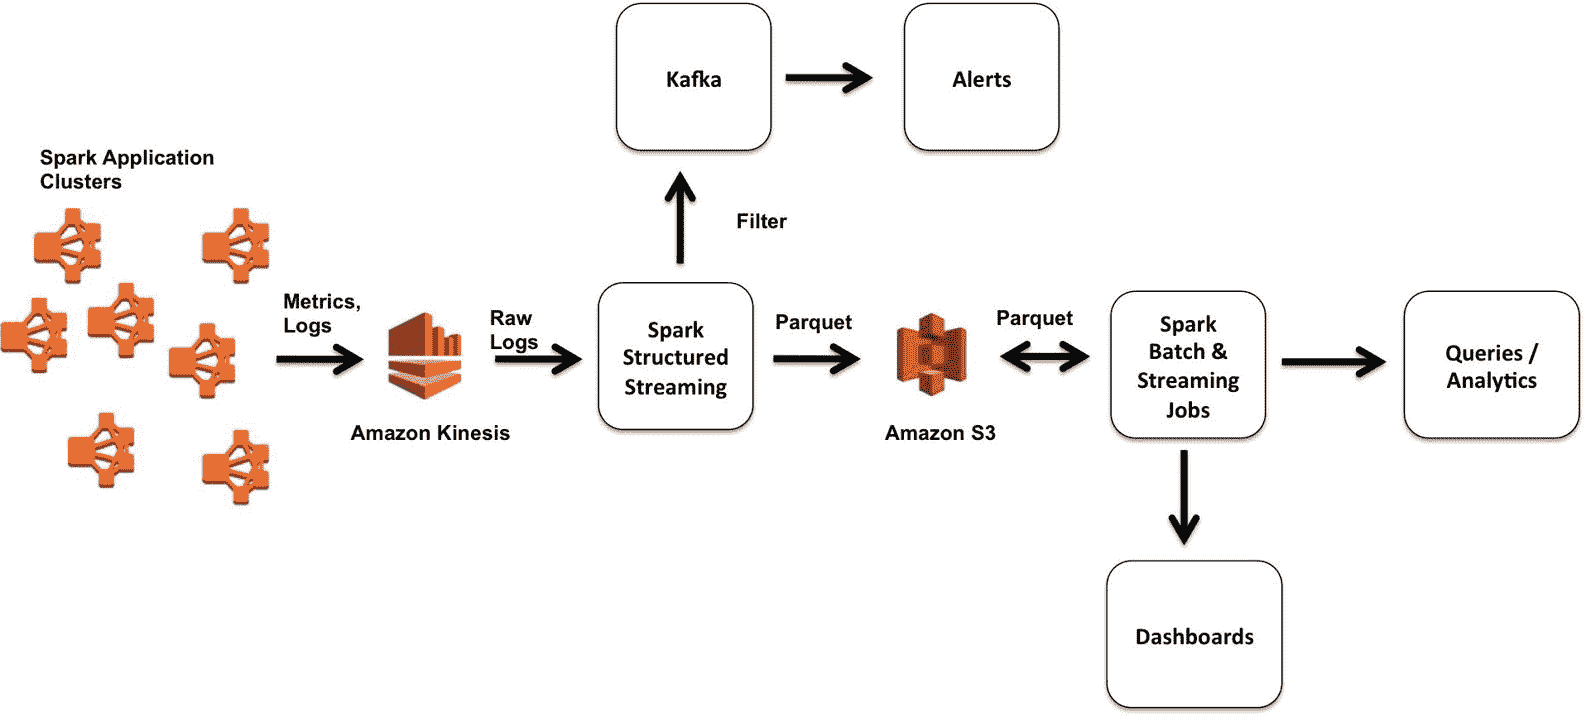 Kafka
Alerts
Spark Application
Clusters
Filter
Metrics,
Logs
Raw
Logs
Spark
Structured
Streaming
Parquet
Parquet
Spark
Batch &
Streaming
Jobs
Queries /
Analytics
Amazon Kinesis
Amazon S3
Dashboards